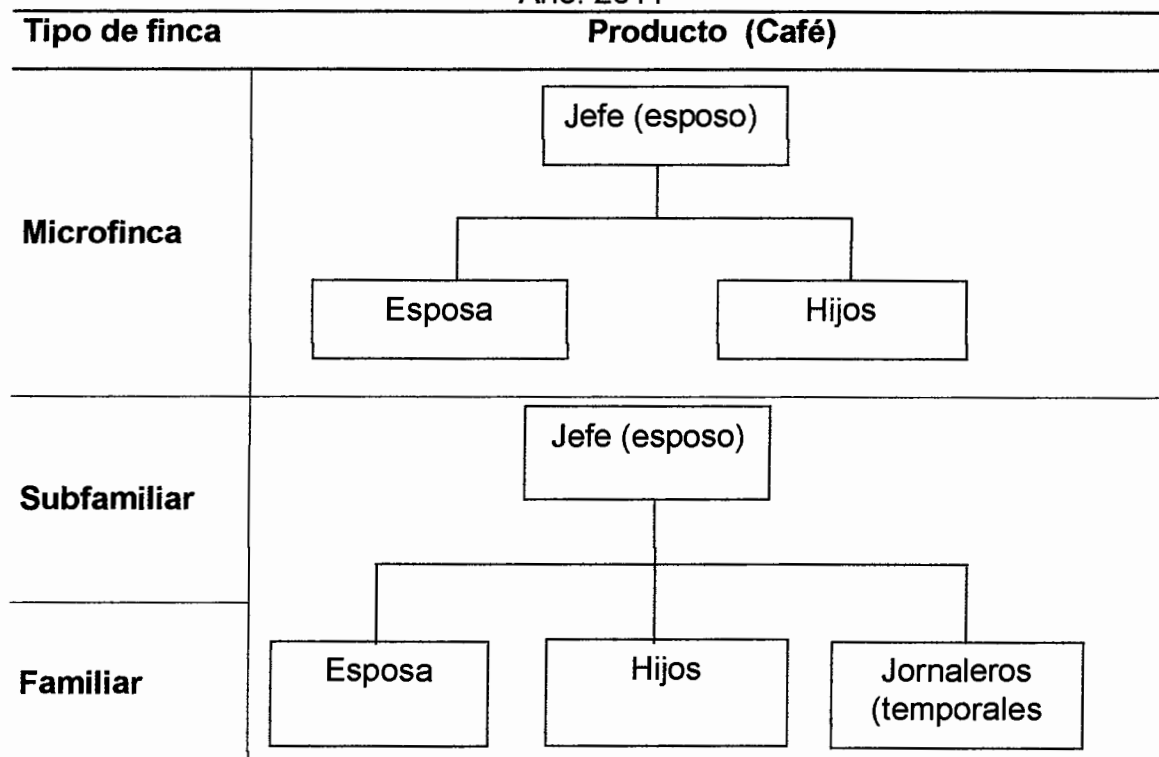 Tipo de finca Producto (Café)
Jefe (esposo)
Microfinca
Esposa Hijos
Jefe (esposo)
Subfamiliar
Familiar
Esposa Hijos Jornaleros
(temporales